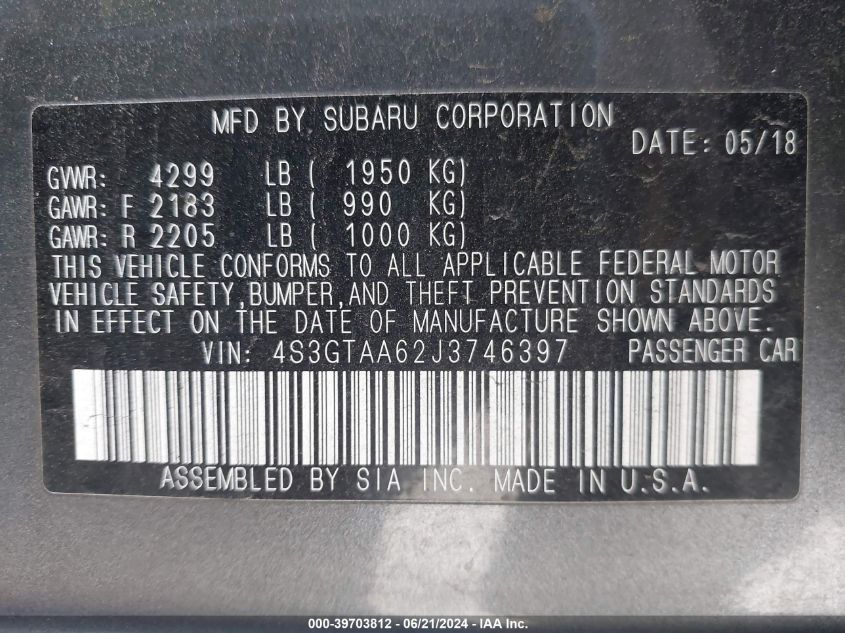 MFD BY SUBARU CORPORATION
DATE: 05/18
GVWR: 4299 LB ( 1950 KG)
GAWR: F 2183 LB ( 990 KG)
GAWR: R 2205 LB ( 1000 KG)
THIS VEHICLE CONFORMS TO ALL APPLICABLE FEDERAL MOTOR
VEHICLE SAFETY,BUMPER,AND THEFT PREVENTION STANDARDS
IN EFFECT ON THE DATE OF MANUFACTURE SHOWN ABOVE.
VIN: 4S3GTAA62J3746397 PASSENGER CAR
ASSEMBLED BY SIA INC. MADE IN U.S.A.
000-39703812 - 06/21/2024 - IAA Inc.